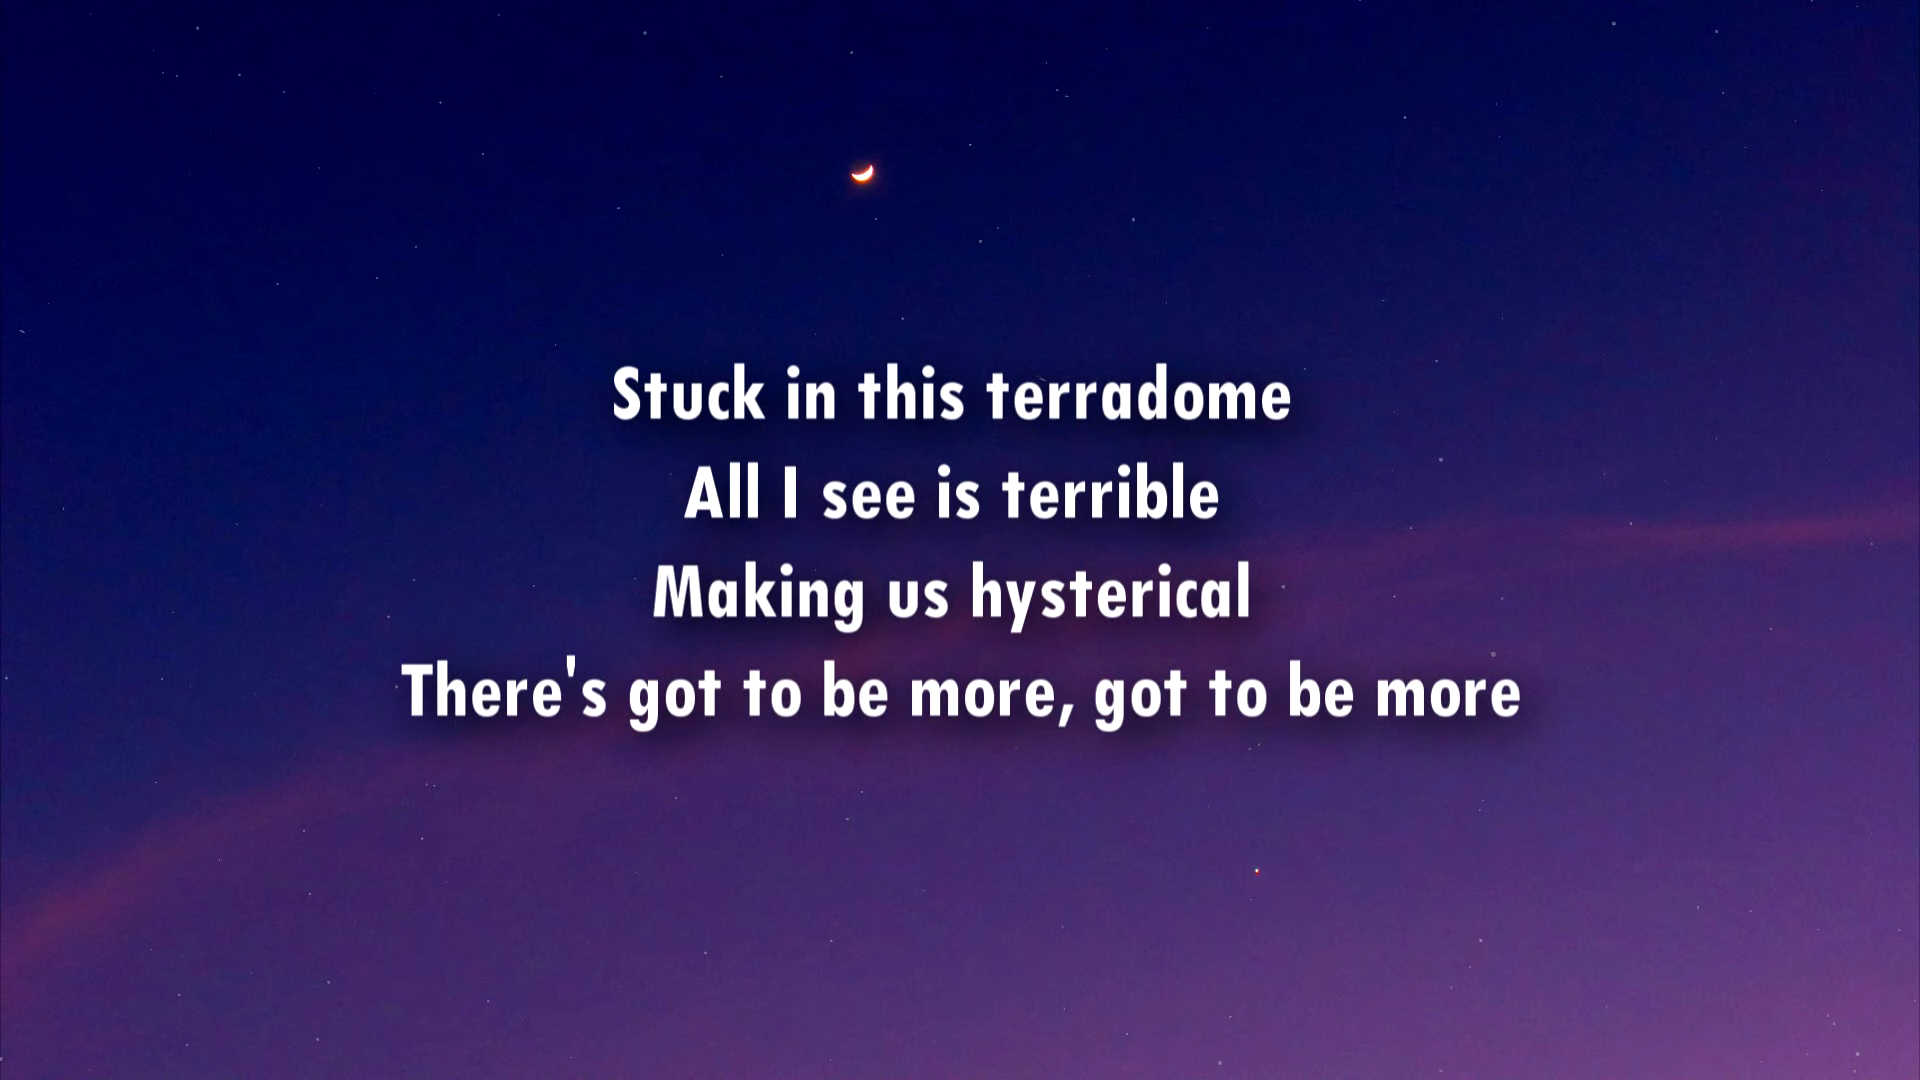 Stuck in this terradome
All I see is terrible
Making us hysterical
There's got to be more, got to be more